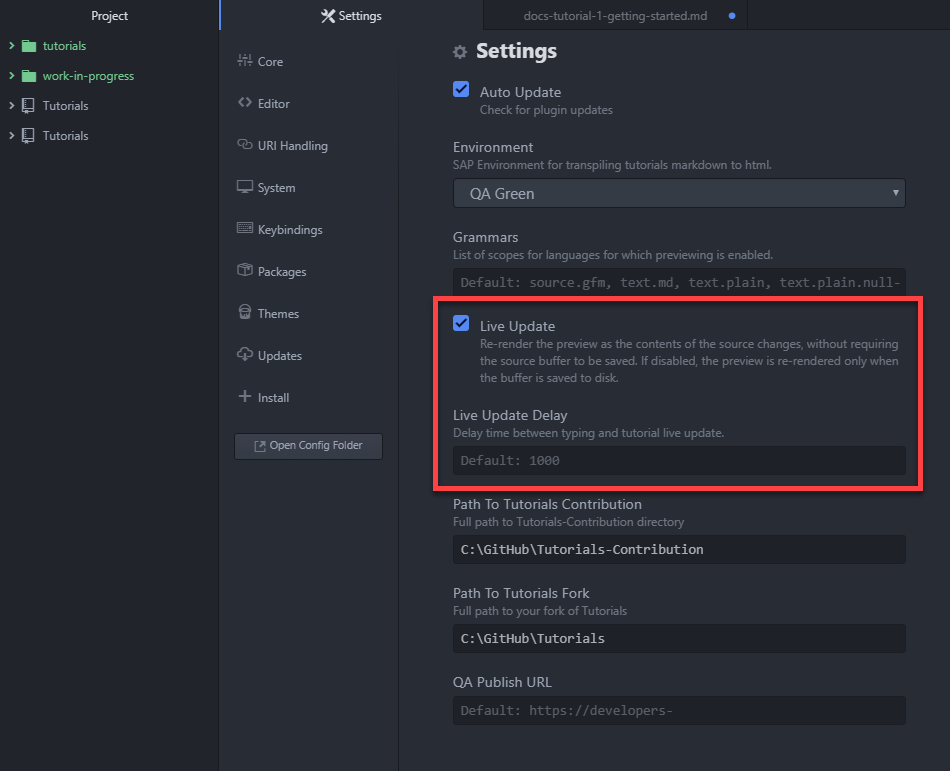 Project
tutorials
work-in-progress
Tutorials
Tutorials
Settings
docs-tutorial-1-getting-started.md
Core
Editor
URI Handling
System
Keybindings
Packages
Themes
Updates
Install
Open Config Folder
Settings
Auto Update
Check for plugin updates
Environment
SAP Environment for transpiling tutorials markdown to html.
QA Green
Grammars
List of scopes for languages for which previewing is enabled.
Default: source.gfm, text.md, text.plain, text.plain.null-
Live Update
Re-render the preview as the contents of the source changes, without requiring
the source buffer to be saved. If disabled, the preview is re-rendered only when
the buffer is saved to disk.
Live Update Delay
Delay time between typing and tutorial live update.
Default: 1000
Path To Tutorials Contribution
Full path to Tutorials-Contribution directory
C:\GitHub\Tutorials-Contribution
Path To Tutorials Fork
Full path to your fork of Tutorials
C:\GitHub\Tutorials
QA Publish URL
Default: https://developers-